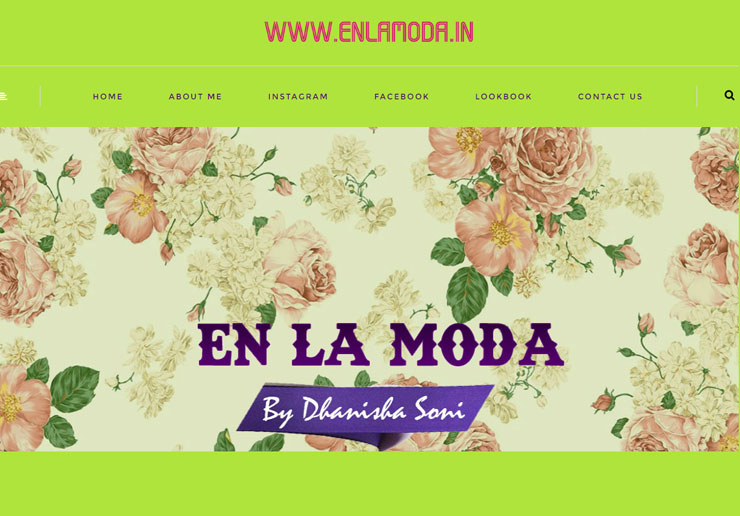 WWW.ENLAMODA.IN
HOME ABOUT ME INSTAGRAM FACEBOOK LOOKBOOK CONTACT US
EN LA MODA
By Dhanisha Soni